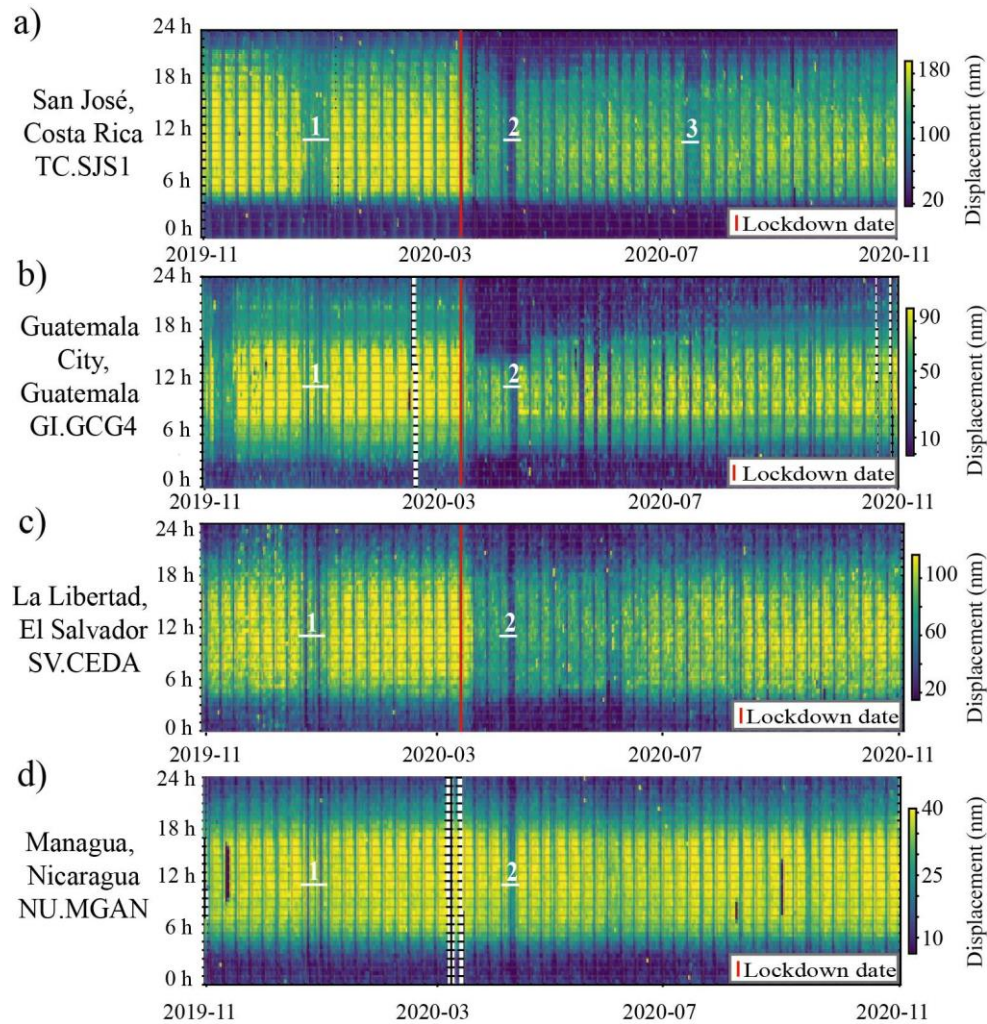 a)
San José,
Costa Rica
TC.SJS1
24 h
18 h
12 h
6 h
0 h
1
2
3
Lockdown date
2019-11
2020-03
2020-07
2020-11
180
100
20
Displacement (nm)
b)
Guatemala
City,
Guatemala
GI.GCG4
24 h
18 h
12 h
6 h
0 h
1
2
Lockdown date
2019-11
2020-03
2020-07
2020-11
90
50
10
Displacement (nm)
c)
La Libertad,
El Salvador
SV.CEDA
24 h
18 h
12 h
6 h
0 h
1
2
Lockdown date
2019-11
2020-03
2020-07
2020-11
100
60
20
Displacement (nm)
d)
Managua,
Nicaragua
NU.MGAN
24 h
18 h
12 h
6 h
0 h
1
2
Lockdown date
2019-11
2020-03
2020-07
2020-11
40
25
10
Displacement (nm)